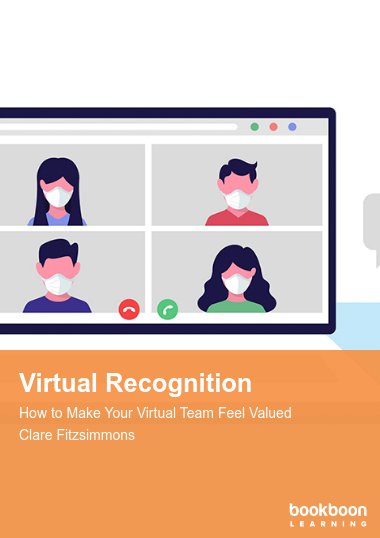 Virtual Recognition
How to Make Your Virtual Team Feel Valued
Clare Fitzsimmons
bookboon
LEARNING